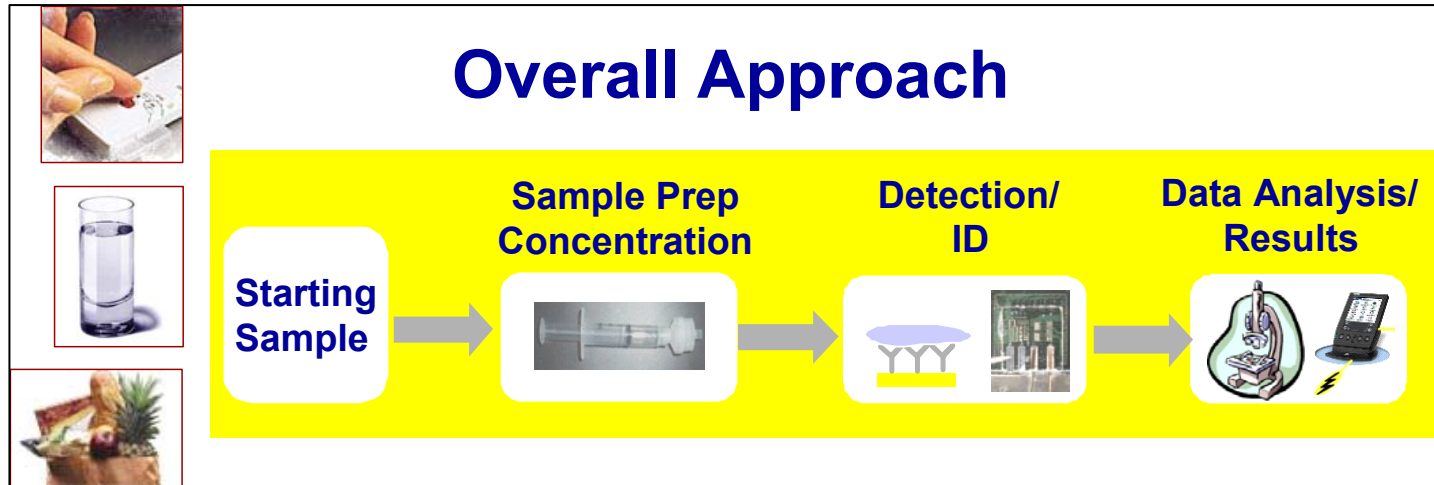 Overall Approach
Starting
Sample
Sample Prep
Concentration
Detection/
ID
Data Analysis/
Results